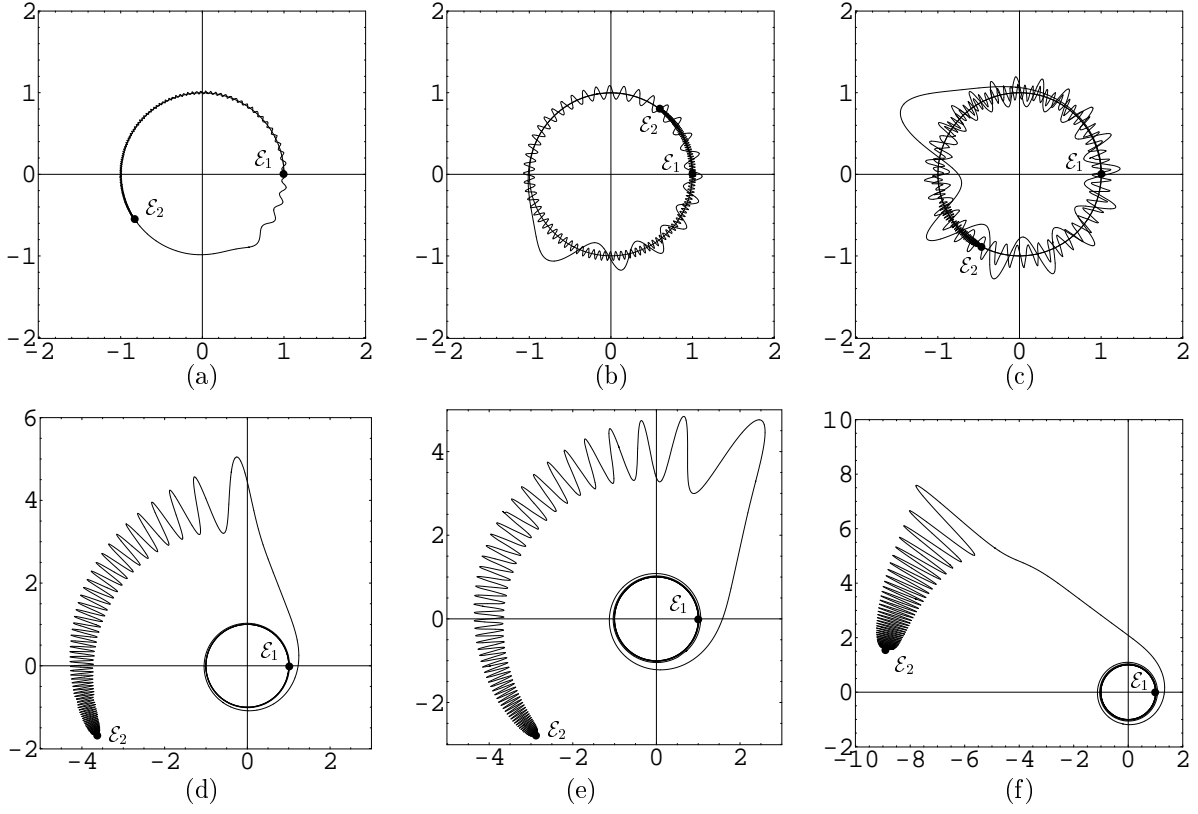 2 2 2
1 1 1
ℰ₂
ℰ₁ ℰ₁ ℰ₁
0 0 0
ℰ₂
-1 -1 -1
ℰ₂
-2 -2 -2
-2 -1 0 1 2 -2 -1 0 1 2 -2 -1 0 1 2
(a) (b) (c)
6 10
4 8
4 6
2 2 4
ℰ₁ ℰ₁
0 0 2
ℰ₂ ℰ₁
-2 0
ℰ₂ ℰ₂
-2 -2
-4 -2 0 2 -4 -2 0 2 -10 -8 -6 -4 -2 0 2
(d) (e) (f)